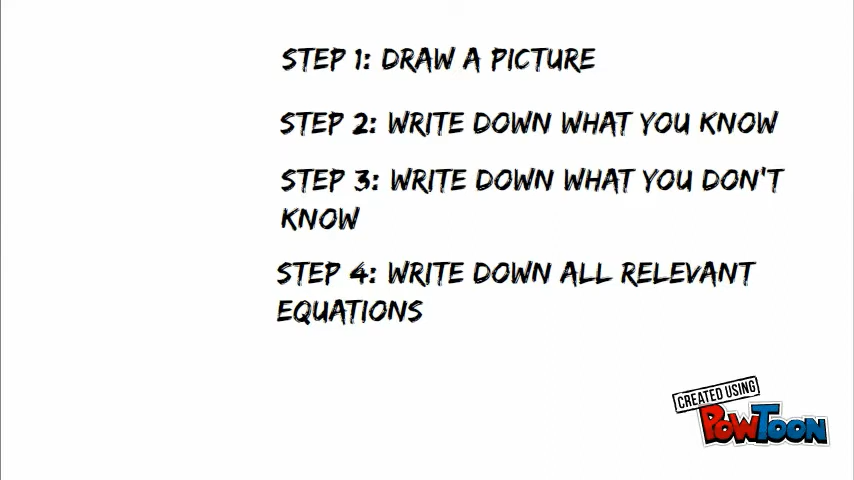 STEP 1: DRAW A PICTURE
STEP 2: WRITE DOWN WHAT YOU KNOW
STEP 3: WRITE DOWN WHAT YOU DON'T
KNOW
STEP 4: WRITE DOWN ALL RELEVANT
EQUATIONS
CREATED USING
POWTOON